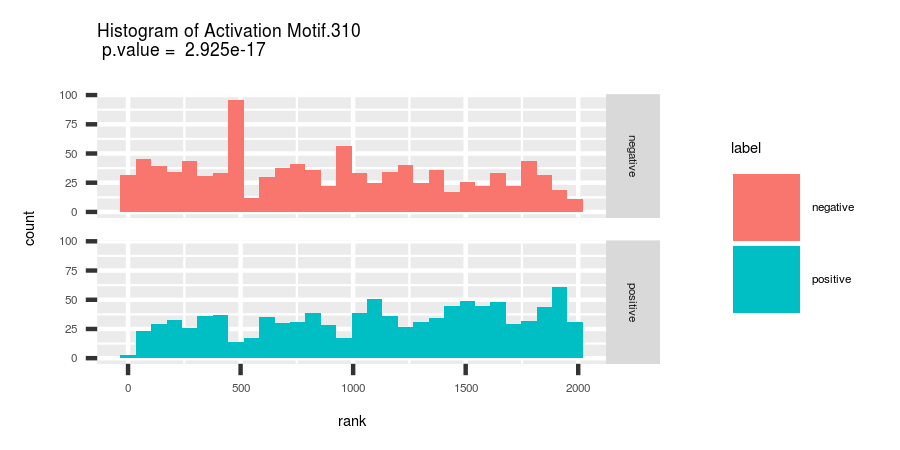 Histogram of Activation Motif.310
p.value = 2.925e-17
count
100
75
50
25
0
negative
100
75
50
25
0
positive
0 500 1000 1500 2000
rank
label
negative
positive